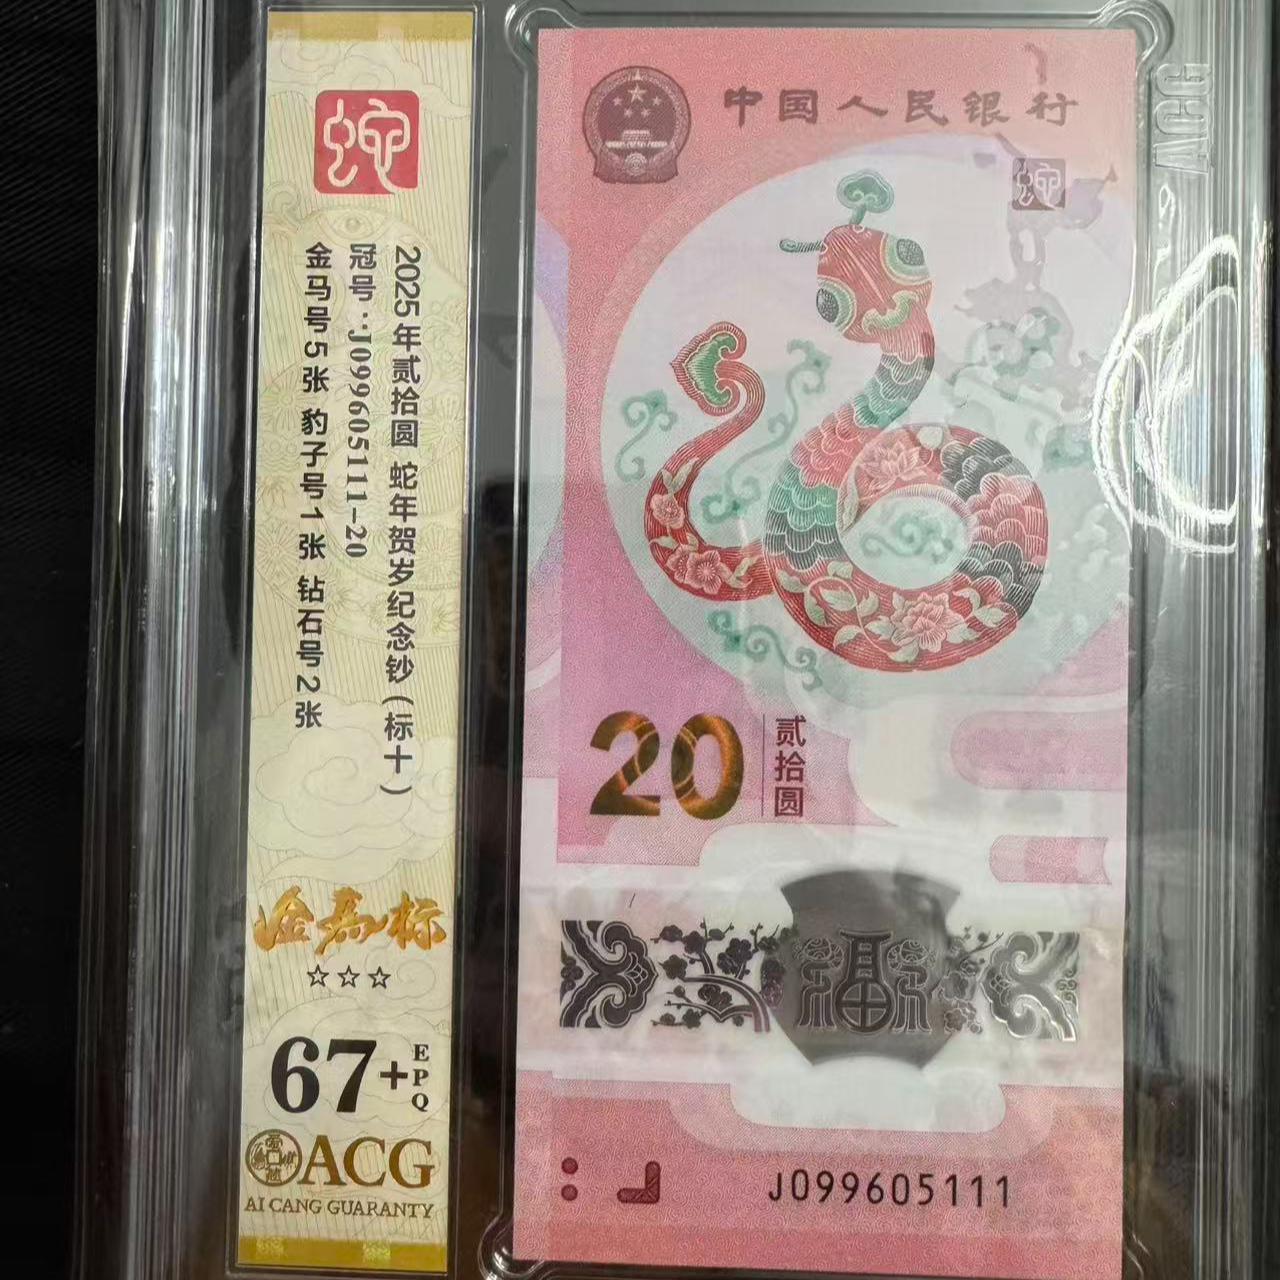 蛇
2025年贰拾圆 蛇年贺岁纪念钞(标十)
冠号:J099605111-20
金马号5张 豹子号1张 钻石号2张
金马标
☆☆☆
67+EPQ
ACG
AI CANG GUARANTY
中国人民银行
蛇
20 贰拾圆
福
J099605111
ACG